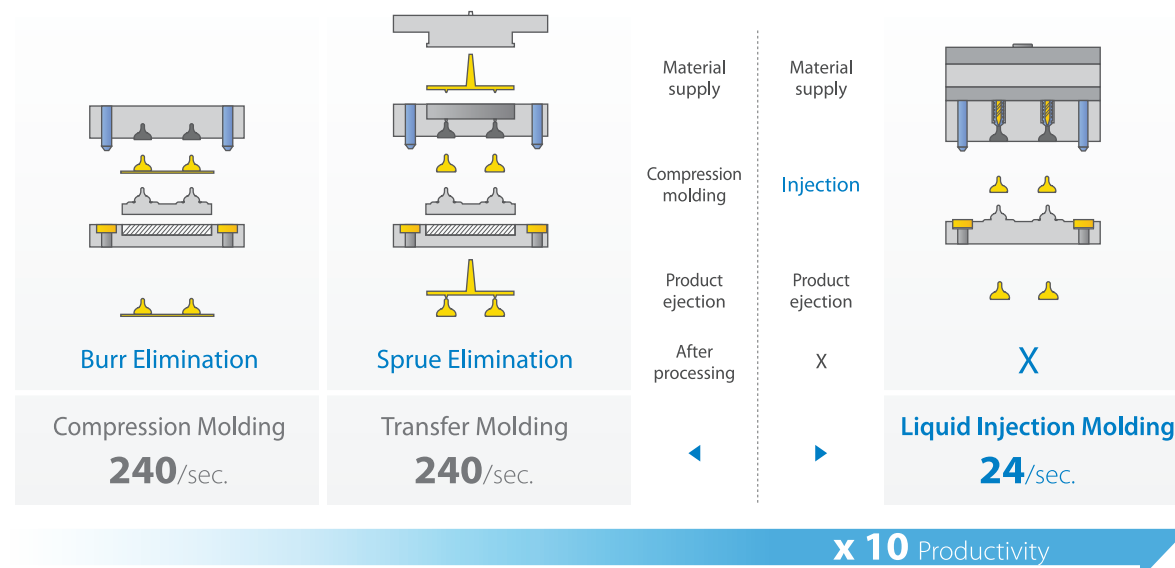 Burr Elimination
Compression Molding
240/sec.
Sprue Elimination
Transfer Molding
240/sec.
Material
supply
Compression
molding
Product
ejection
After
processing
Material
supply
Injection
Product
ejection
X
X
Liquid Injection Molding
24/sec.
x 10 Productivity